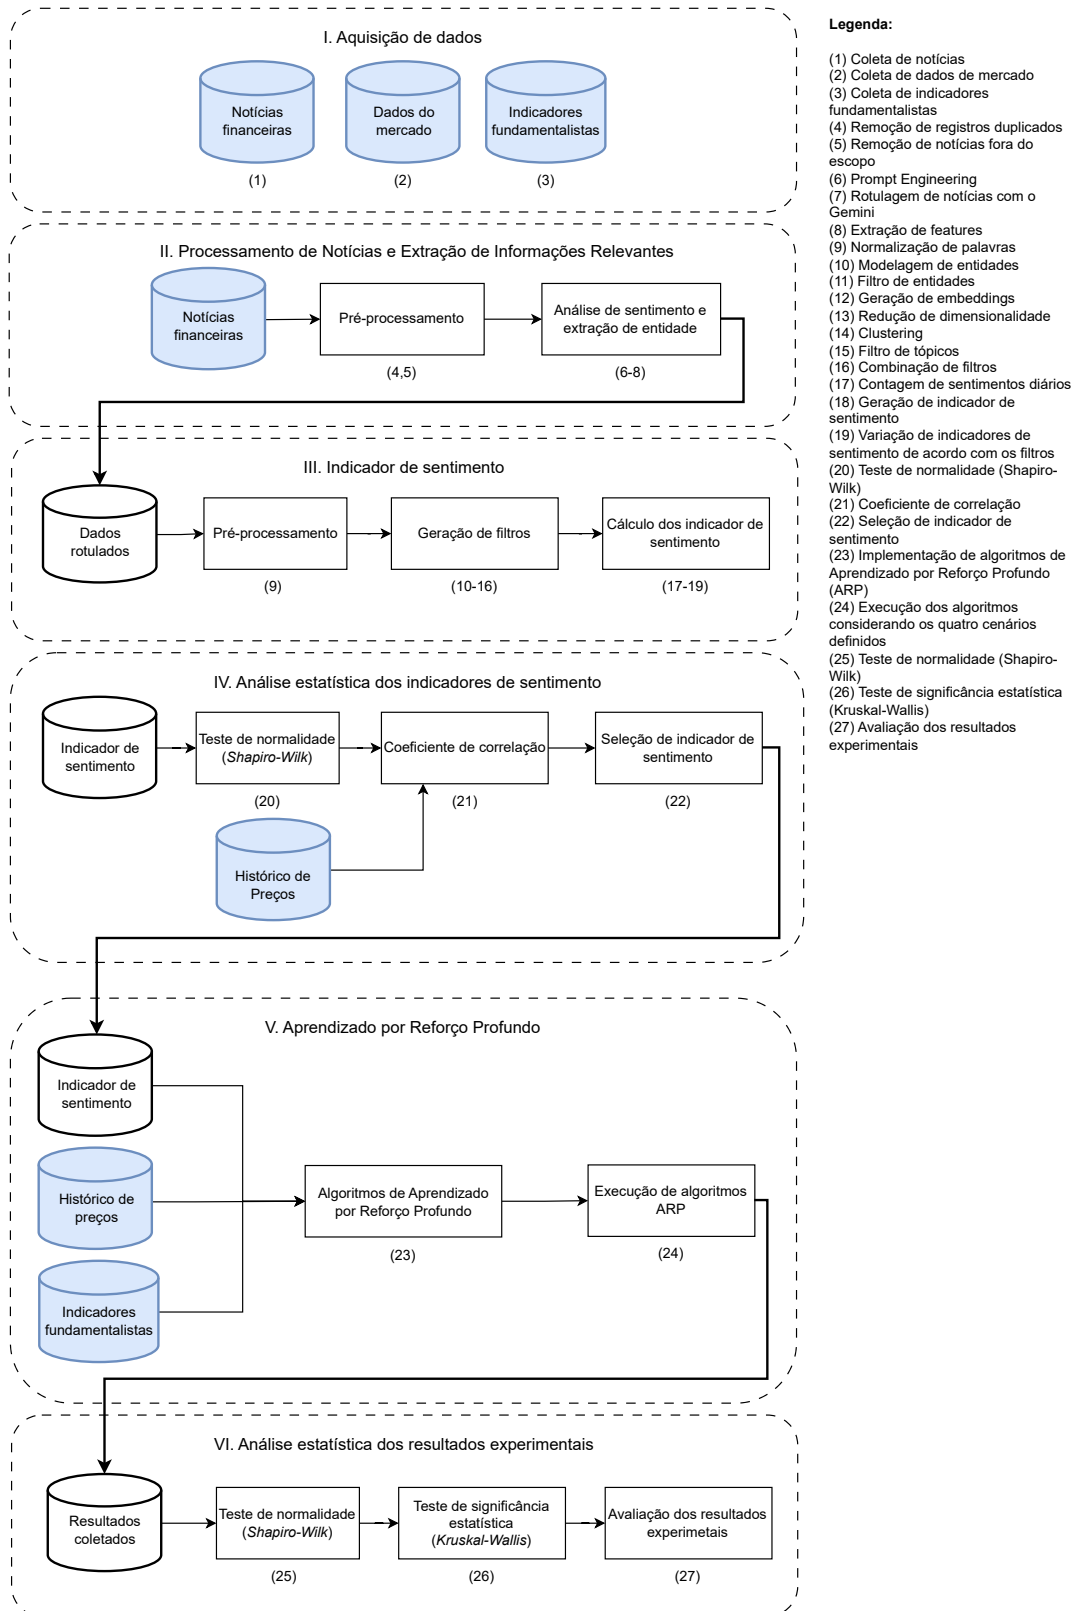 I. Aquisição de dados
Notícias
financeiras
(1)
Dados do
mercado
(2)
Indicadores
fundamentalistas
(3)
II. Processamento de Notícias e Extração de Informações Relevantes
Notícias
financeiras
Pré-processamento
(4,5)
Análise de sentimento e
extração de entidade
(6-8)
III. Indicador de sentimento
Dados
rotulados
Pré-processamento
(9)
Geração de filtros
(10-16)
Cálculo dos indicador de
sentimento
(17-19)
IV. Análise estatística dos indicadores de sentimento
Indicador de
sentimento
Teste de normalidade
(Shapiro-Wilk)
(20)
Coeficiente de correlação
(21)
Seleção de indicador de
sentimento
(22)
Histórico de
Preços
V. Aprendizado por Reforço Profundo
Indicador de
sentimento
Histórico de
preços
Indicadores
fundamentalistas
Algoritmos de Aprendizado
por Reforço Profundo
(23)
Execução de algoritmos
ARP
(24)
VI. Análise estatística dos resultados experimentais
Resultados
coletados
Teste de normalidade
(Shapiro-Wilk)
(25)
Teste de significância
estatística
(Kruskal-Wallis)
(26)
Avaliação dos resultados
experimetais
(27)
Legenda:
(1) Coleta de notícias
(2) Coleta de dados de mercado
(3) Coleta de indicadores
fundamentalistas
(4) Remoção de registros duplicados
(5) Remoção de notícias fora do
escopo
(6) Prompt Engineering
(7) Rotulagem de notícias com o
Gemini
(8) Extração de features
(9) Normalização de palavras
(10) Modelagem de entidades
(11) Filtro de entidades
(12) Geração de embeddings
(13) Redução de dimensionalidade
(14) Clustering
(15) Filtro de tópicos
(16) Combinação de filtros
(17) Contagem de sentimentos diários
(18) Geração de indicador de
sentimento
(19) Variação de indicadores de
sentimento de acordo com os filtros
(20) Teste de normalidade (Shapiro-
Wilk)
(21) Coeficiente de correlação
(22) Seleção de indicador de
sentimento
(23) Implementação de algoritmos de
Aprendizado por Reforço Profundo
(ARP)
(24) Execução dos algoritmos
considerando os quatro cenários
definidos
(25) Teste de normalidade (Shapiro-
Wilk)
(26) Teste de significância estatística
(Kruskal-Wallis)
(27) Avaliação dos resultados
experimentais